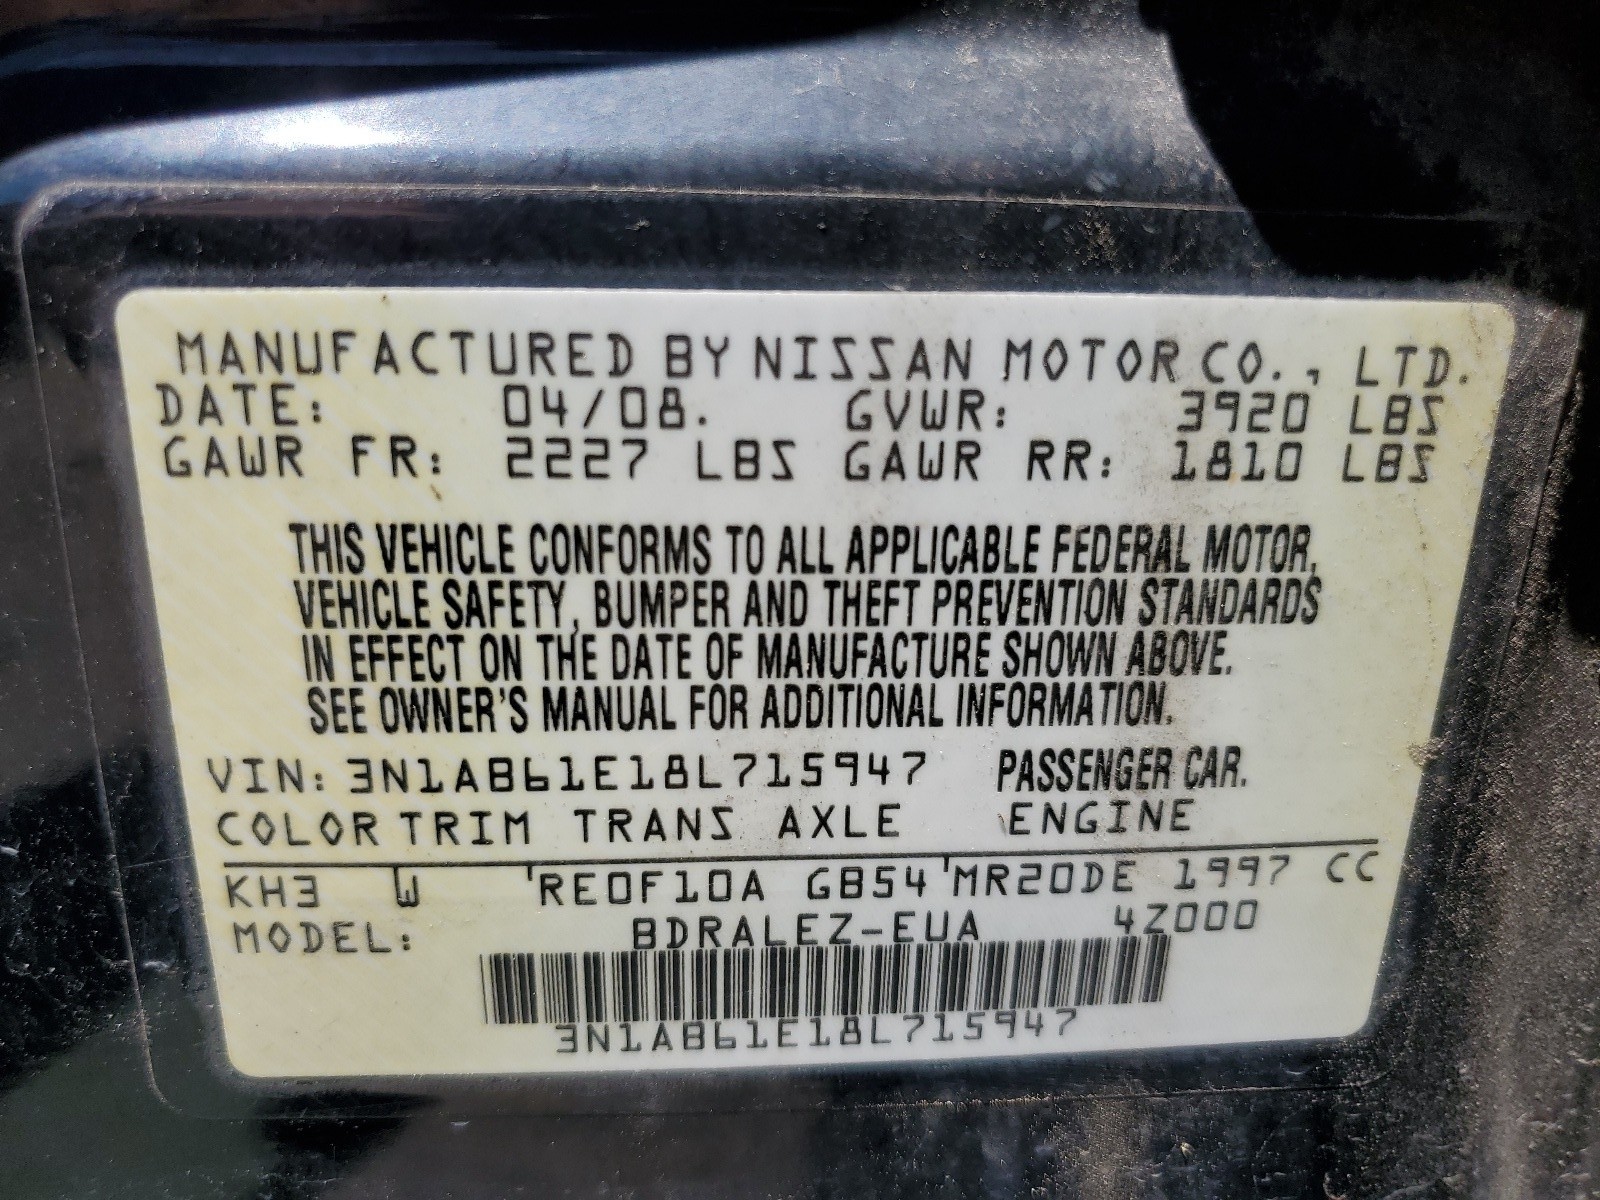 MANUFACTURED BY NISSAN MOTOR CO., LTD.
DATE: 04/08. GVWR: 3920 LBS
GAWR FR: 2227 LBS GAWR RR: 1810 LBS
THIS VEHICLE CONFORMS TO ALL APPLICABLE FEDERAL MOTOR,
VEHICLE SAFETY, BUMPER AND THEFT PREVENTION STANDARDS
IN EFFECT ON THE DATE OF MANUFACTURE SHOWN ABOVE.
SEE OWNER'S MANUAL FOR ADDITIONAL INFORMATION.
VIN: 3N1AB61E18L715947 PASSENGER CAR.
COLOR TRIM TRANS AXLE ENGINE
KH3 W 'RE0F10A GB54 'MR20DE 1997 CC
MODEL: BDRALEZ-EUA 4Z000
3N1AB61E18L715947